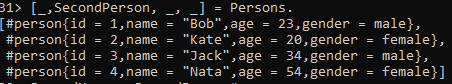 31> [_,SecondPerson, _, _] = Persons.
[#person{id = 1,name = "Bob",age = 23,gender = male},
 #person{id = 2,name = "Kate",age = 20,gender = female},
 #person{id = 3,name = "Jack",age = 34,gender = male},
 #person{id = 4,name = "Nata",age = 54,gender = female}]